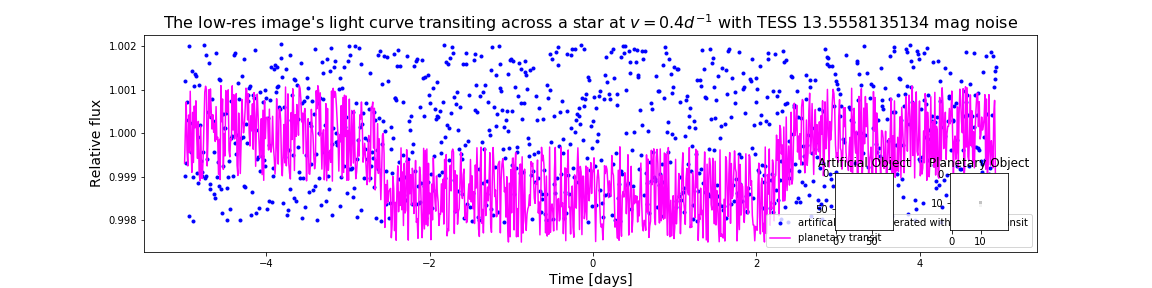 The low-res image's light curve transiting across a star at v = 0.4d⁻¹ with TESS 13.5558135134 mag noise
Relative flux
1.002
1.001
1.000
0.999
0.998
Artificial Object
0
50
0 50
Planetary Object
0
10
0 10
planetary transit
−4 −2 0 2 4
Time [days]